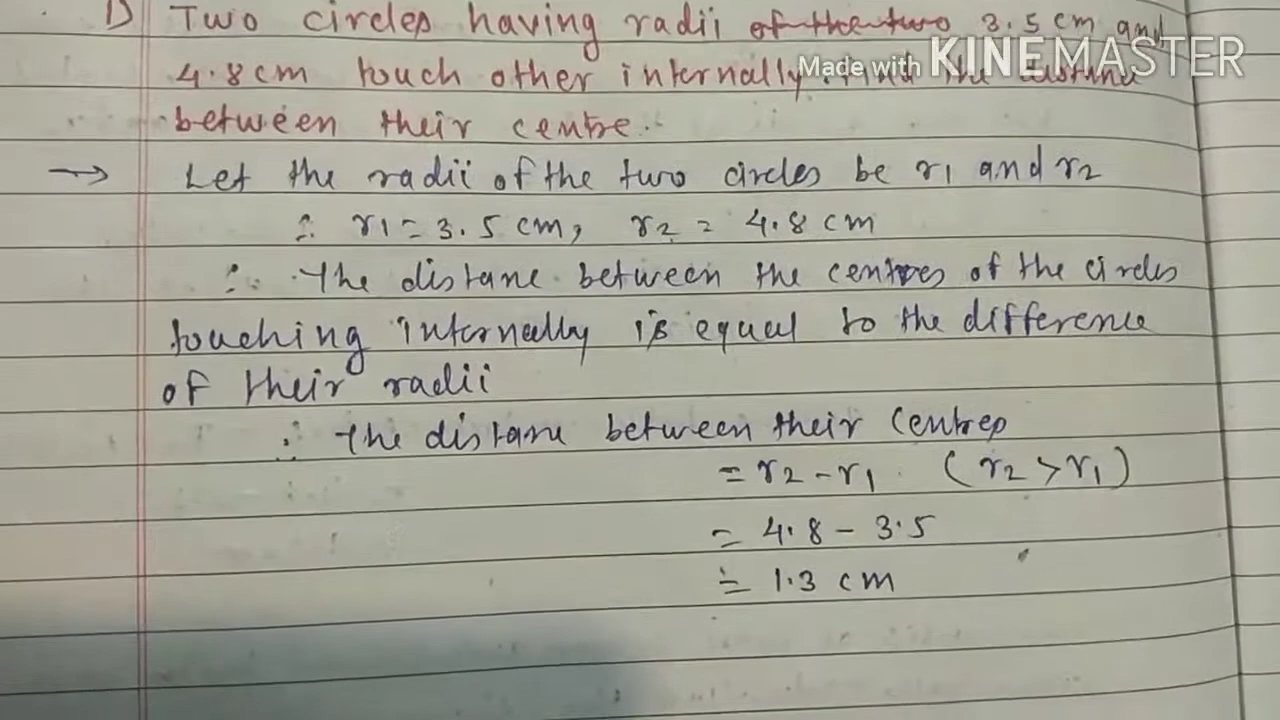 1) Two circles having radii of the two 3.5 cm and
4.8 cm touch other internally find the distance
between their centre.
Made with KINEMASTER
→ Let the radii of the two circles be r1 and r2
∴ r1 = 3.5 cm, r2 = 4.8 cm
∴ The distane between the centres of the circles
touching internally is equal to the difference
of their radii
∴ the distane between their centres
= r2 - r1 (r2 > r1)
= 4.8 - 3.5
= 1.3 cm